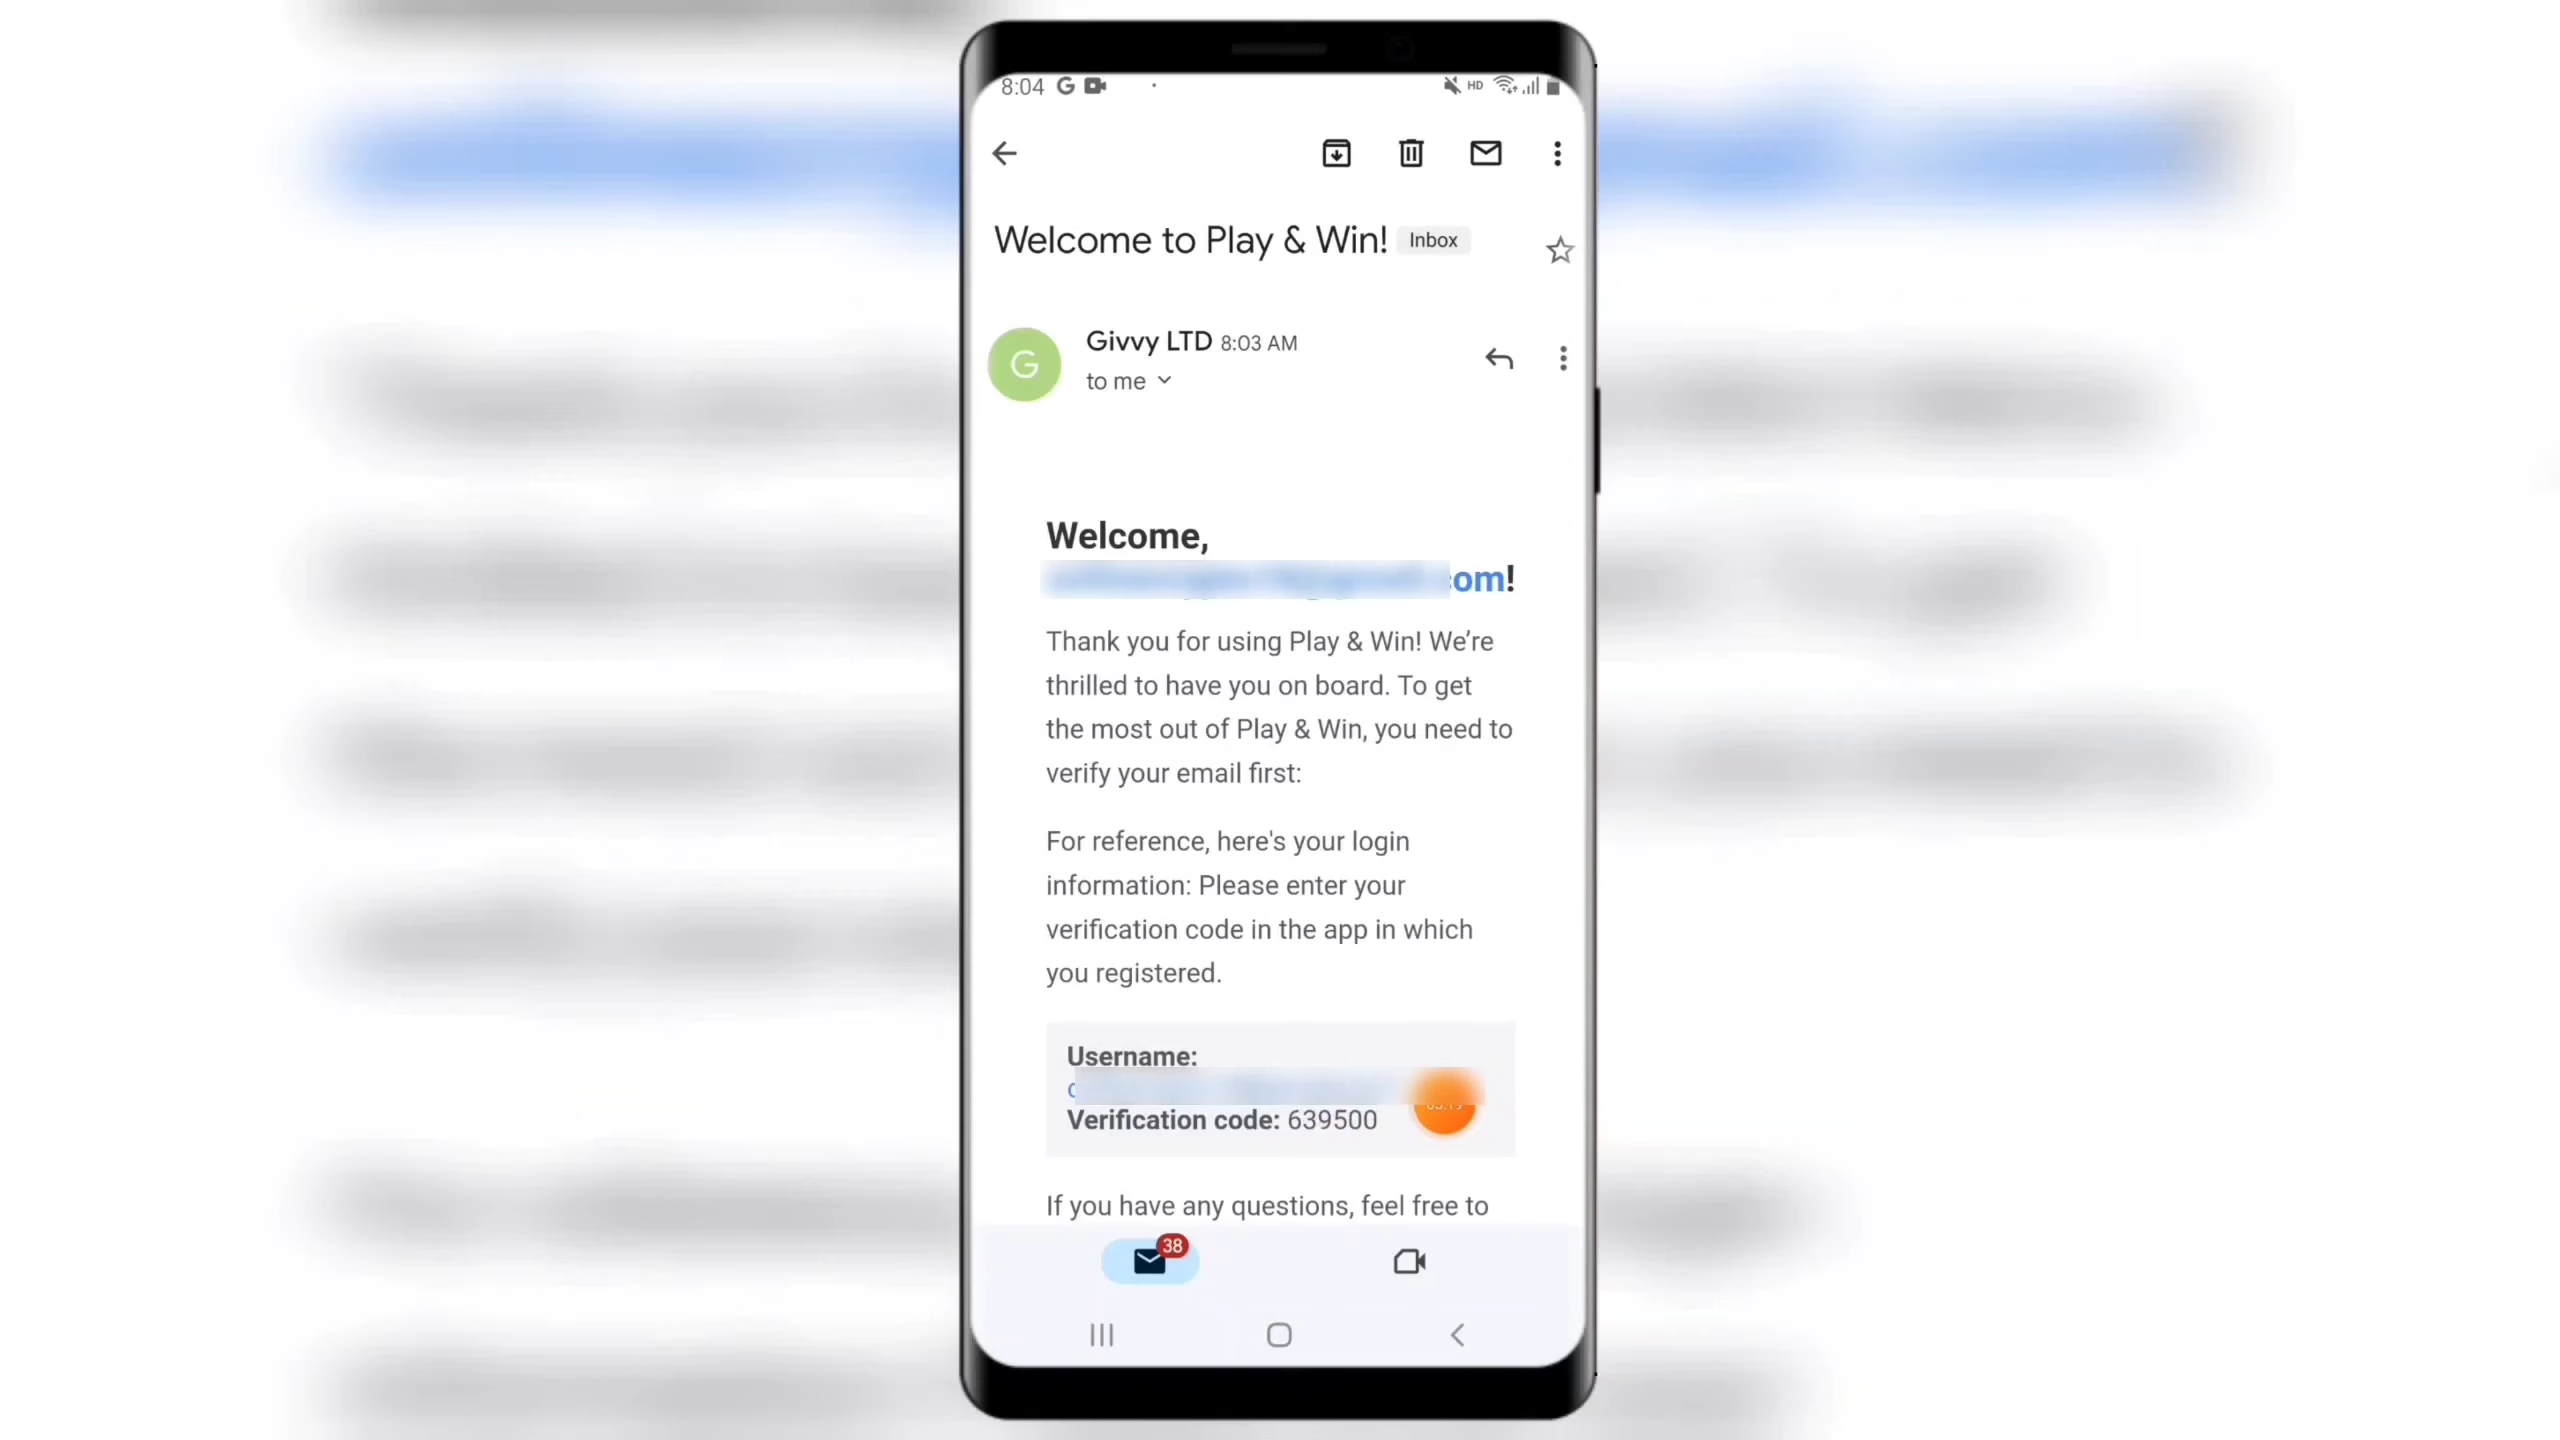 8:04 G HD
Welcome to Play & Win! Inbox
G
Givvy LTD 8:03 AM
to me
Welcome,
com!
Thank you for using Play & Win! We’re
thrilled to have you on board. To get
the most out of Play & Win, you need to
verify your email first:
For reference, here's your login
information: Please enter your
verification code in the app in which
you registered.
Username:
Verification code: 639500
If you have any questions, feel free to
38